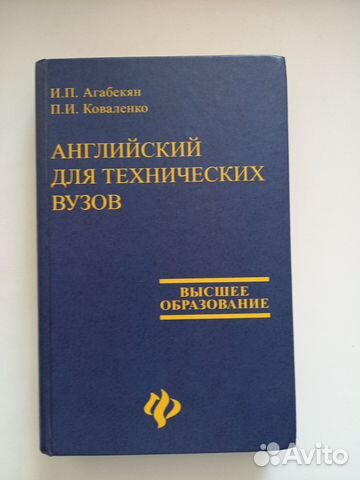 И.П. Агабекян
П.И. Коваленко
АНГЛИЙСКИЙ
ДЛЯ ТЕХНИЧЕСКИХ
ВУЗОВ
ВЫСШЕЕ
ОБРАЗОВАНИЕ
Avito